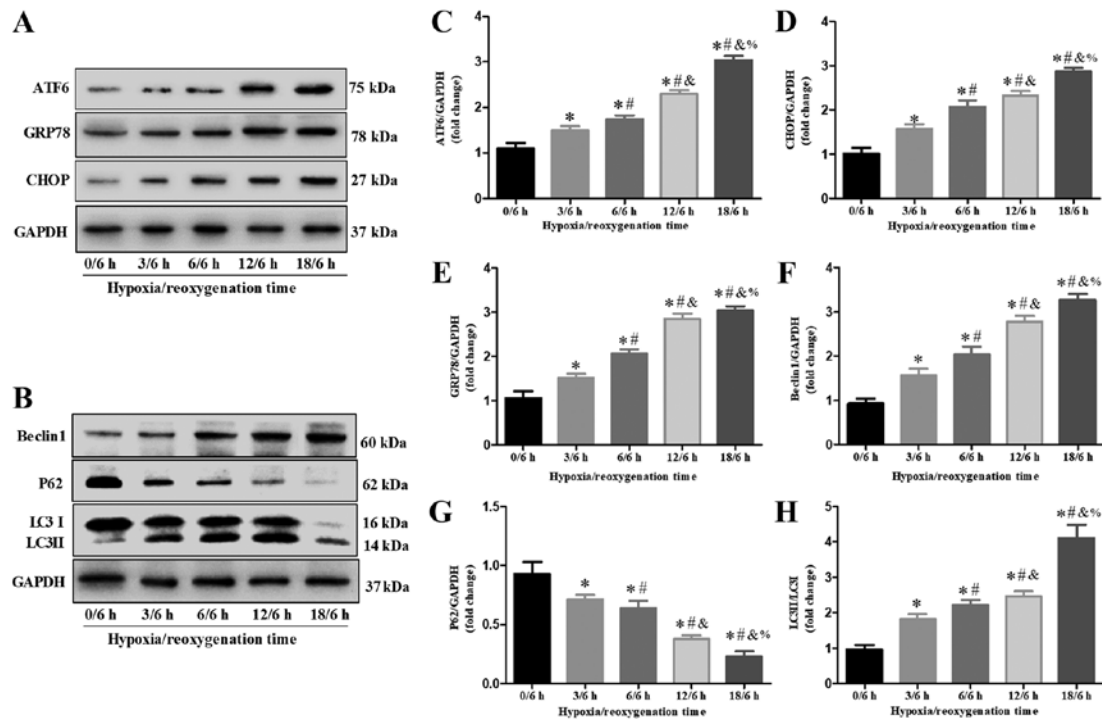 A
ATF6
75 kDa
GRP78
78 kDa
CHOP
27 kDa
GAPDH
37 kDa
0/6 h 3/6 h 6/6 h 12/6 h 18/6 h
Hypoxia/reoxygenation time
B
Beclin1
60 kDa
P62
62 kDa
LC3 I
16 kDa
LC3II
14 kDa
GAPDH
37 kDa
0/6 h 3/6 h 6/6 h 12/6 h 18/6 h
Hypoxia/reoxygenation time
C
ATF6/GAPDH
(fold change)
4
3
2
1
0
*
*#
*#&
*#&%
0/6 h 3/6 h 6/6 h 12/6 h 18/6 h
Hypoxia/reoxygenation time
D
CHOP/GAPDH
(fold change)
4
3
2
1
0
*
*#
*#&
*#&%
0/6 h 3/6 h 6/6 h 12/6 h 18/6 h
Hypoxia/reoxygenation time
E
GRP78/GAPDH
(fold change)
4
3
2
1
0
*
*#
*#&
*#&%
0/6 h 3/6 h 6/6 h 12/6 h 18/6 h
Hypoxia/reoxygenation time
F
Beclin1/GAPDH
(fold change)
4
3
2
1
0
*
*#
*#&
*#&%
0/6 h 3/6 h 6/6 h 12/6 h 18/6 h
Hypoxia/reoxygenation time
G
P62/GAPDH
(fold change)
1.5
1.0
0.5
0.0
*
*#
*#&
*#&%
0/6 h 3/6 h 6/6 h 12/6 h 18/6 h
Hypoxia/reoxygenation time
H
LC3II/LC3I
(fold change)
5
4
3
2
1
0
*
*#
*#&
*#&%
0/6 h 3/6 h 6/6 h 12/6 h 18/6 h
Hypoxia/reoxygenation time